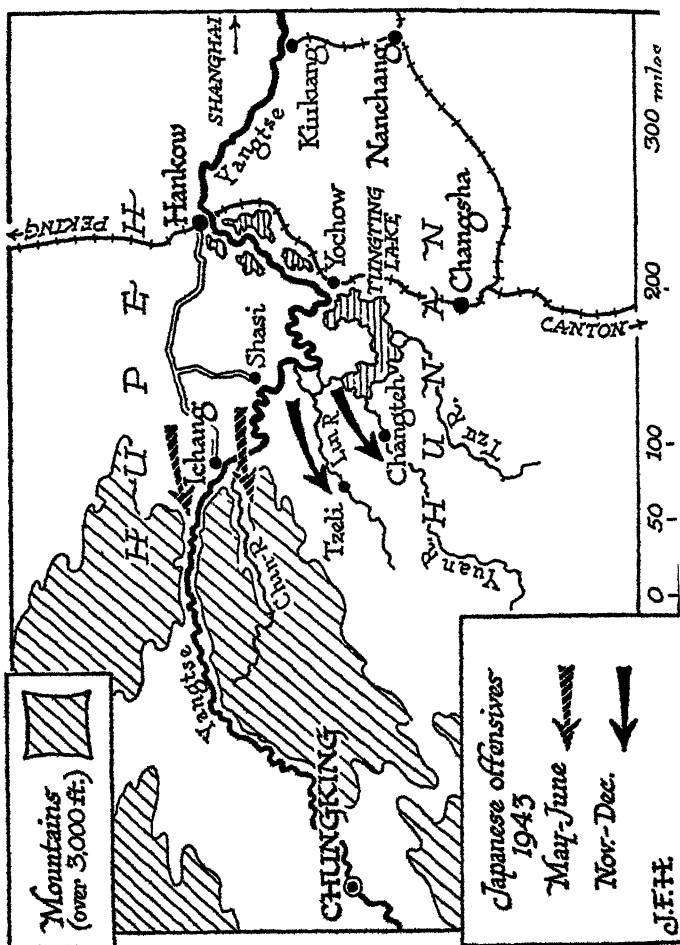 Mountains
(over 3,000 ft.)
HUPEH
PEKING
Hankow
SHANGHAI
Yangtse
Yangtse
Ichang
Shasi
Chan-R
Kiukiang
Nanchang
Yochow
TUNGTING
LAKE
CHUNGKING
Tzeli
Changteh
HUNAN
Changsha
Yuan R.
Tzu R.
CANTON
Japanese offensives
1943
May-June
Nov.-Dec.
J.F.H.
0 50 100 200 300 miles